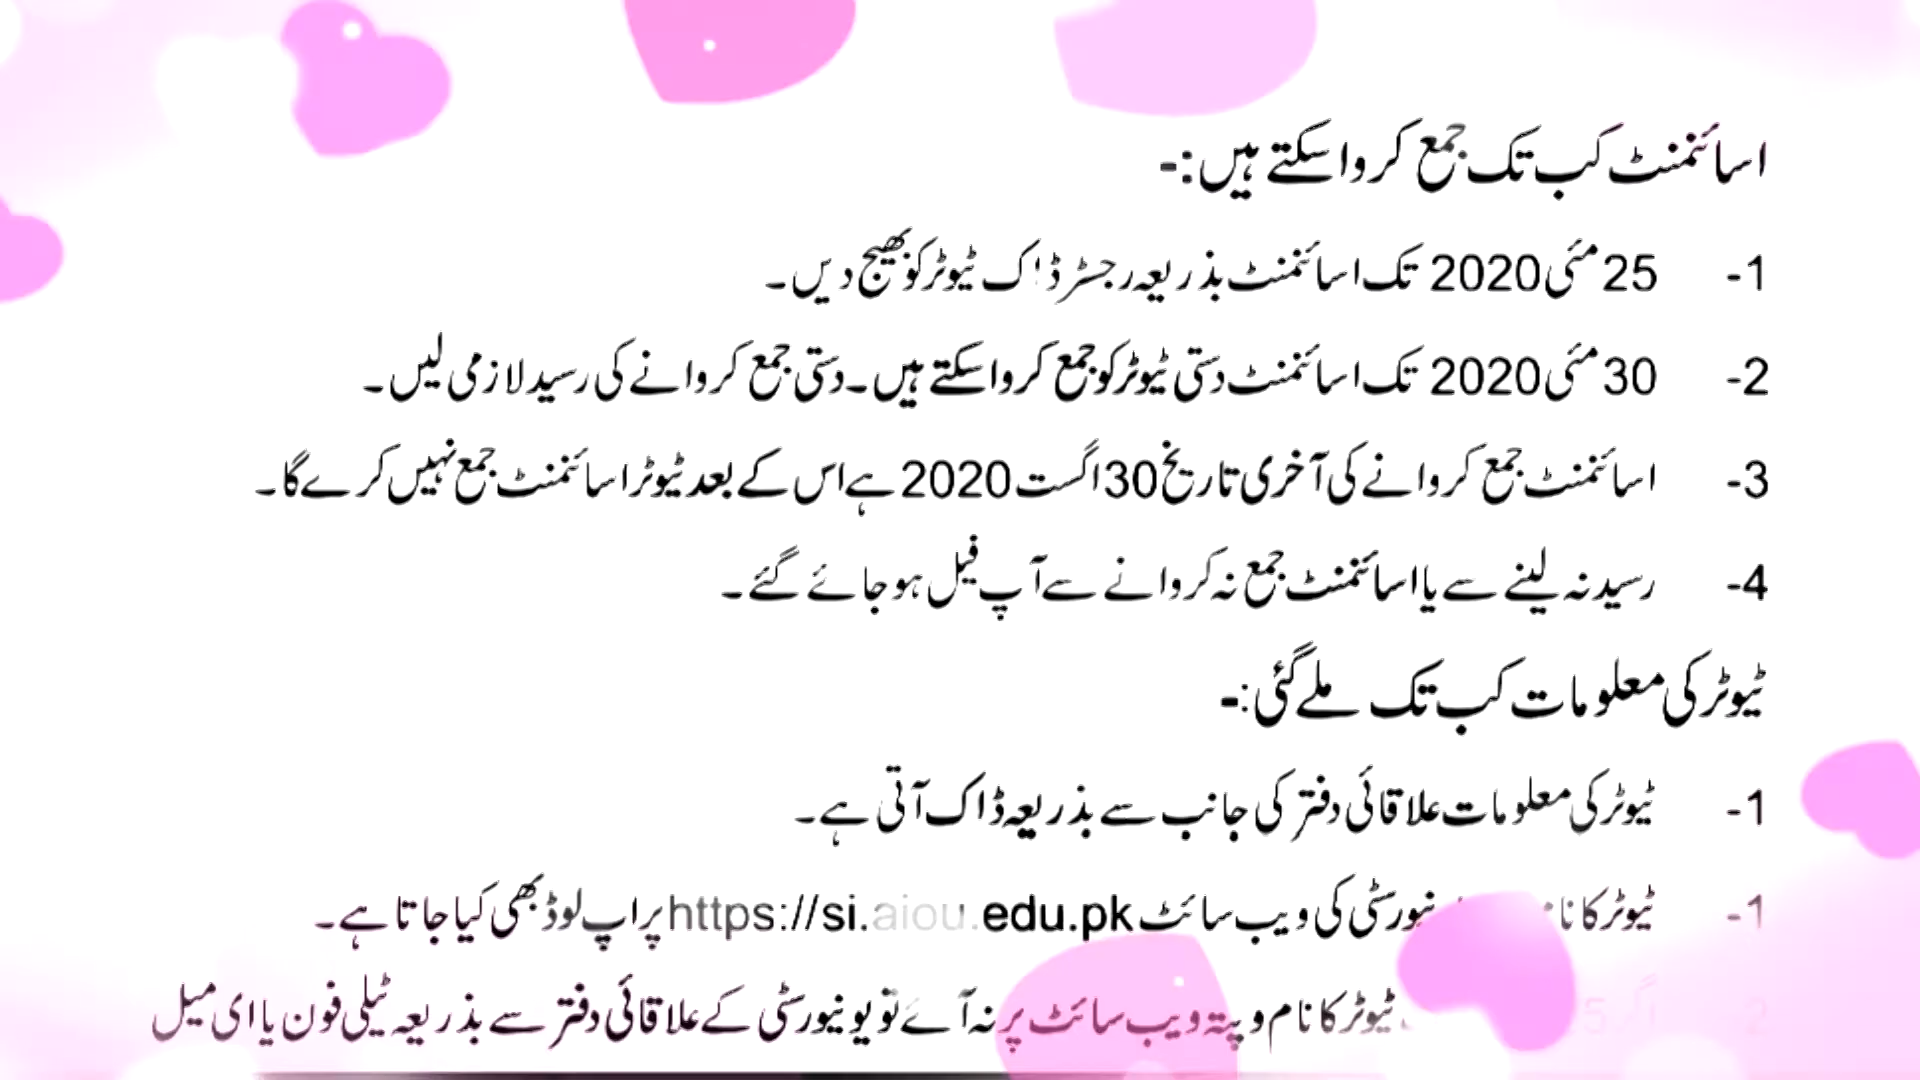 اسائنمنٹ کب تک جمع کروا سکتے ہیں:-
1- 25 مئی 2020 تک اسائنمنٹ بذریعہ رجسٹر ڈاک ٹیوٹر کو بھیج دیں۔
2- 30 مئی 2020 تک اسائنمنٹ دستی ٹیوٹر کو جمع کروا سکتے ہیں۔ دستی جمع کروانے کی رسید لازمی لیں۔
3- اسائنمنٹ جمع کروانے کی آخری تاریخ 30 اگست 2020 ہے اس کے بعد ٹیوٹر اسائنمنٹ جمع نہیں کرے گا۔
4- رسید نہ لینے سے یا اسائنمنٹ جمع نہ کروانے سے آپ فیل ہو جائے گئے۔
ٹیوٹر کی معلومات کب تک ملے گئی:-
1- ٹیوٹر کی معلومات علاقائی دفتر کی جانب سے بذریعہ ڈاک آتی ہے۔
1- ٹیوٹر کا نام کی ویب سائٹ https://si.aiou.edu.pk پر اپ لوڈ بھی کیا جاتا ہے۔
2- ٹیوٹر کا نام و پتہ ویب سائٹ پر نہ آئے تو یونیورسٹی کے علاقائی دفتر سے بذریعہ ٹیلی فون یا ای میل